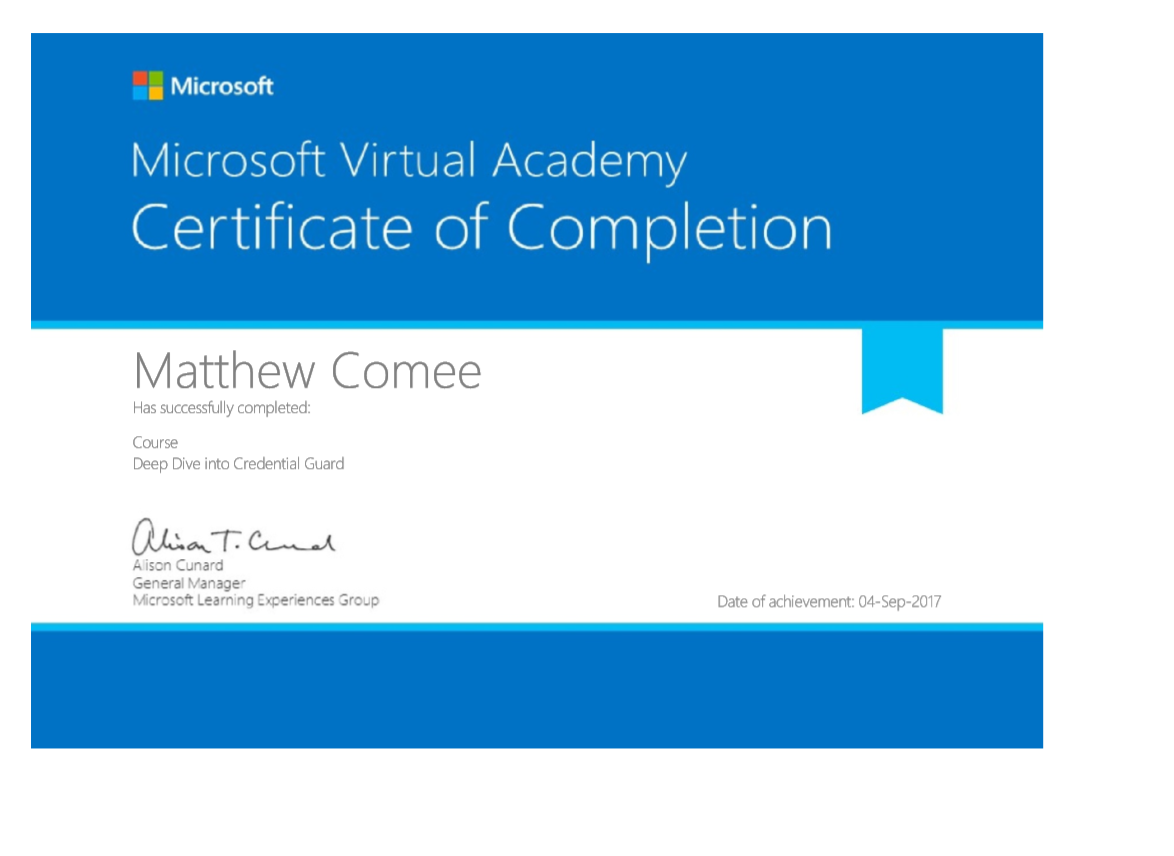 Microsoft
Microsoft Virtual Academy
Certificate of Completion
Matthew Comee
Has successfully completed:
Course
Deep Dive into Credential Guard
Alison T. Cunard
Alison Cunard
General Manager
Microsoft Learning Experiences Group
Date of achievement: 04-Sep-2017